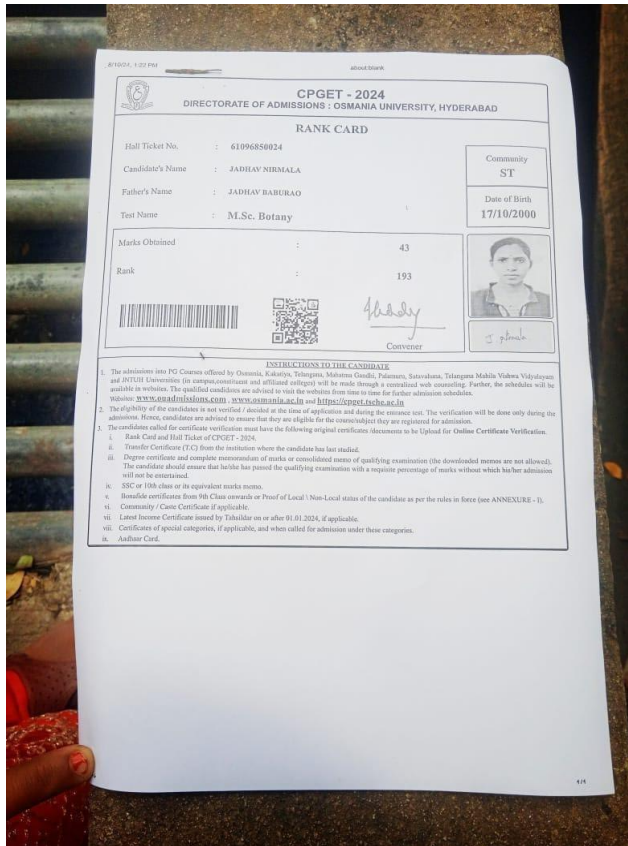 8/10/24, 1:22 PM
about:blank
CPGET - 2024
DIRECTORATE OF ADMISSIONS : OSMANIA UNIVERSITY, HYDERABAD
RANK CARD
Hall Ticket No. : 61096850024
Candidate's Name : JADHAV NIRMALA
Father's Name : JADHAV BABURAO
Test Name : M.Sc. Botany
Community
ST
Date of Birth
17/10/2000
Marks Obtained : 43
Rank : 193
Convener
INSTRUCTIONS TO THE CANDIDATE
1. The admissions into PG Courses offered by Osmania, Kakatiya, Telangana, Mahatma Gandhi, Palamuru, Satavahana, Telangana Mahila Vishwa Vidyalayam
and JNTUH Universities (in campus,constituent and affiliated colleges) will be made through a centralized web counseling. Further, the schedules will be
available in websites. The qualified candidates are advised to visit the websites from time to time for further admission schedules.
Websites: www.ouadmissions.com , www.osmania.ac.in and https://cpget.tsche.ac.in
2. The eligibility of the candidates is not verified / decided at the time of application and during the entrance test. The verification will be done only during the
admissions. Hence, candidates are advised to ensure that they are eligible for the course/subject they are registered for admission.
3. The candidates called for certificate verification must have the following original certificates /documents to be Upload for Online Certificate Verification.
i. Rank Card and Hall Ticket of CPGET - 2024.
ii. Transfer Certificate (T.C) from the institution where the candidate has last studied.
iii. Degree certificate and complete memorandum of marks or consolidated memo of qualifying examination (the downloaded memos are not allowed).
The candidate should ensure that he/she has passed the qualifying examination with a requisite percentage of marks without which his/her admission
will not be entertained.
iv. SSC or 10th class or its equivalent marks memo.
v. Bonafide certificates from 9th Class onwards or Proof of Local \ Non-Local status of the candidate as per the rules in force (see ANNEXURE - I).
vi. Community / Caste Certificate if applicable.
vii. Latest Income Certificate issued by Tahsildar on or after 01.01.2024, if applicable.
viii. Certificates of special categories, if applicable, and when called for admission under these categories.
ix. Aadhaar Card.
1/1